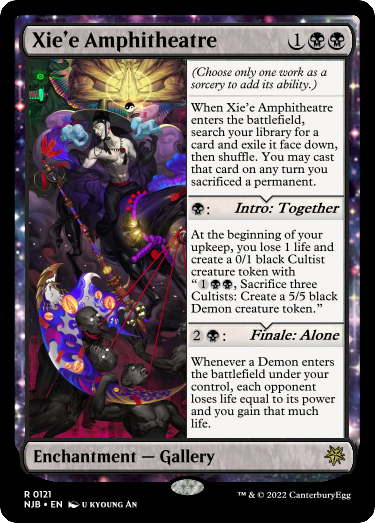 Xie’e Amphitheatre 1
(Choose only one work as a
sorcery to add its ability.)
When Xie’e Amphitheatre
enters the battlefield,
search your library for a
card and exile it face down,
then shuffle. You may cast
that card on any turn you
sacrificed a permanent.
: Intro: Together
At the beginning of your
upkeep, you lose 1 life and
create a 0/1 black Cultist
creature token with
“1, Sacrifice three
Cultists: Create a 5/5 black
Demon creature token.”
2 : Finale: Alone
Whenever a Demon enters
the battlefield under your
control, each opponent
loses life equal to its power
and you gain that much
life.
Enchantment — Gallery
R 0121
NJB • EN U KYOUNG AN
™ & © 2022 CanterburyEgg